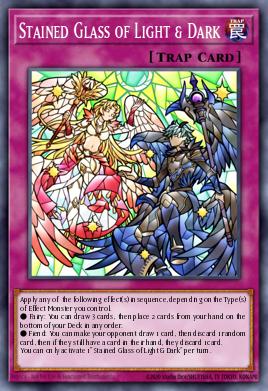 STAINED GLASS OF LIGHT & DARK
TRAP
罠
[TRAP CARD]
Apply any of the following effect(s) in sequence, depending on the Type(s)
of Effect Monster you control.
● Fairy: You can draw 3 cards, then place 2 cards from your hand on the
bottom of your Deck in any order.
● Fiend: You can make your opponent draw 1 card, then discard 1 random
card, then if they still have a card in their hand, they discard 1 card.
You can only activate 1 "Stained Glass of Light & Dark" per turn.